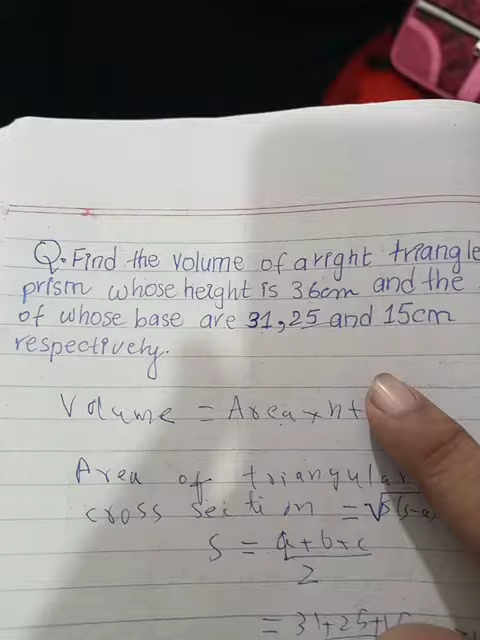 Q. Find the volume of a right triangle
prism whose height is 36cm and the
of whose base are 31, 25 and 15cm
respectively.
Volume = Area × ht
Area of triangular
cross section = √s(s-a)
s = a+b+c
2
= 31+25+15